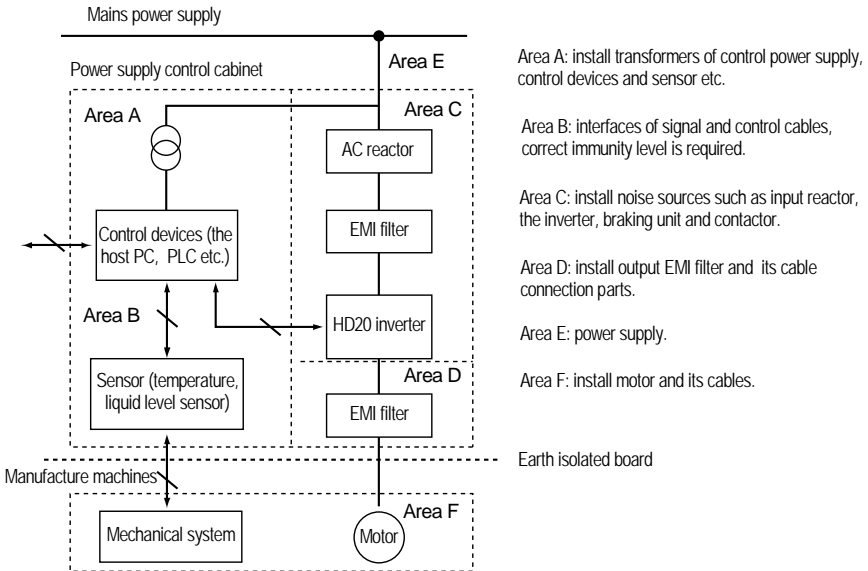 Mains power supply
Area E
Power supply control cabinet
Area A
Area C
AC reactor
EMI filter
Control devices (the
host PC, PLC etc.)
Area B
HD20 inverter
Sensor (temperature,
liquid level sensor)
Area D
EMI filter
Manufacture machines
Area F
Mechanical system
Motor
Area A: install transformers of control power supply,
control devices and sensor etc.
Area B: interfaces of signal and control cables,
correct immunity level is required.
Area C: install noise sources such as input reactor,
the inverter, braking unit and contactor.
Area D: install output EMI filter and its cable
connection parts.
Area E: power supply.
Area F: install motor and its cables.
Earth isolated board